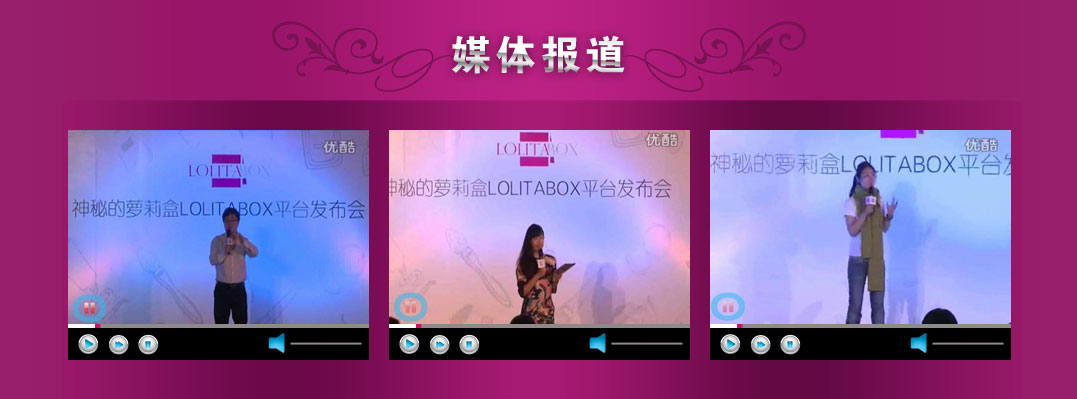 媒体报道
优酷
LOLITABOX
神秘的萝莉盒LOLITABOX平台发布会
优酷
LOLITABOX
神秘的萝莉盒LOLITABOX平台发布会
优酷
神秘的萝莉盒LOLITABOX平台发